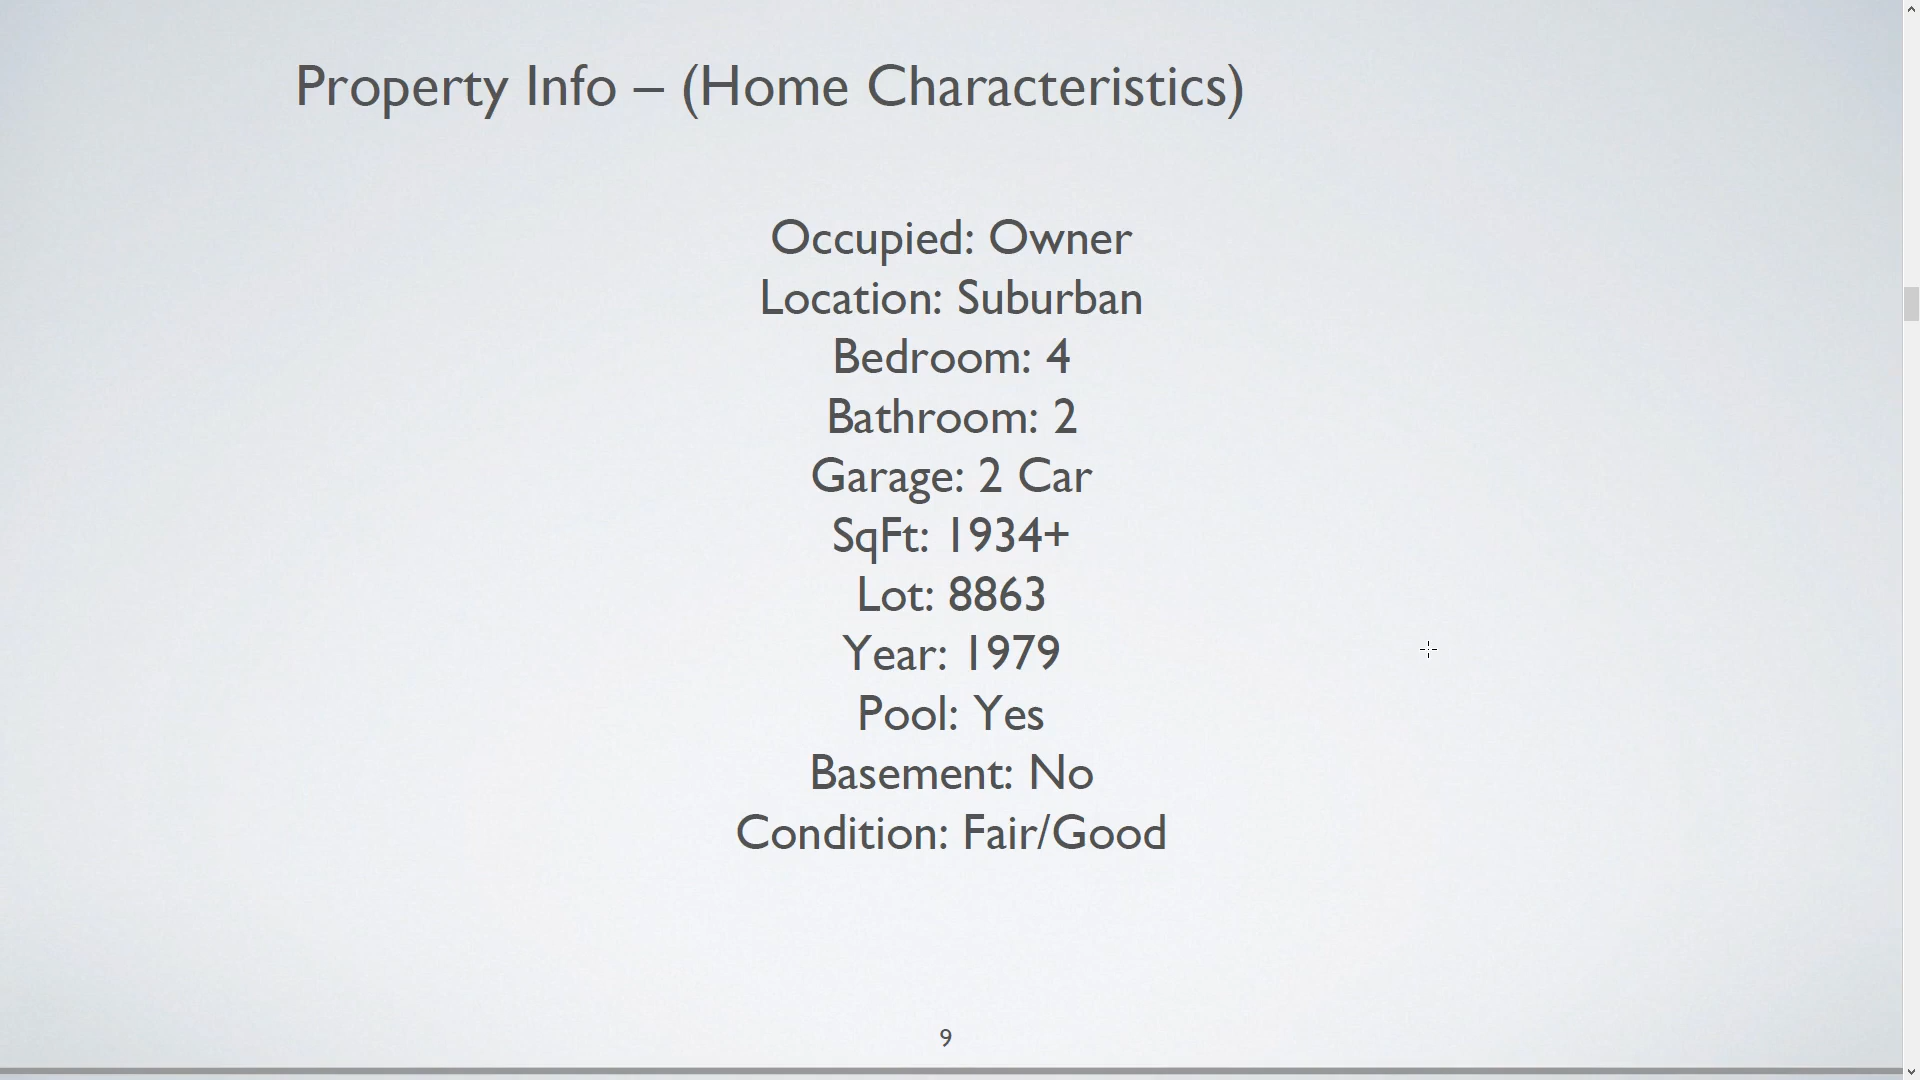 Property Info – (Home Characteristics)
Occupied: Owner
Location: Suburban
Bedroom: 4
Bathroom: 2
Garage: 2 Car
SqFt: 1934+
Lot: 8863
Year: 1979
Pool: Yes
Basement: No
Condition: Fair/Good
9